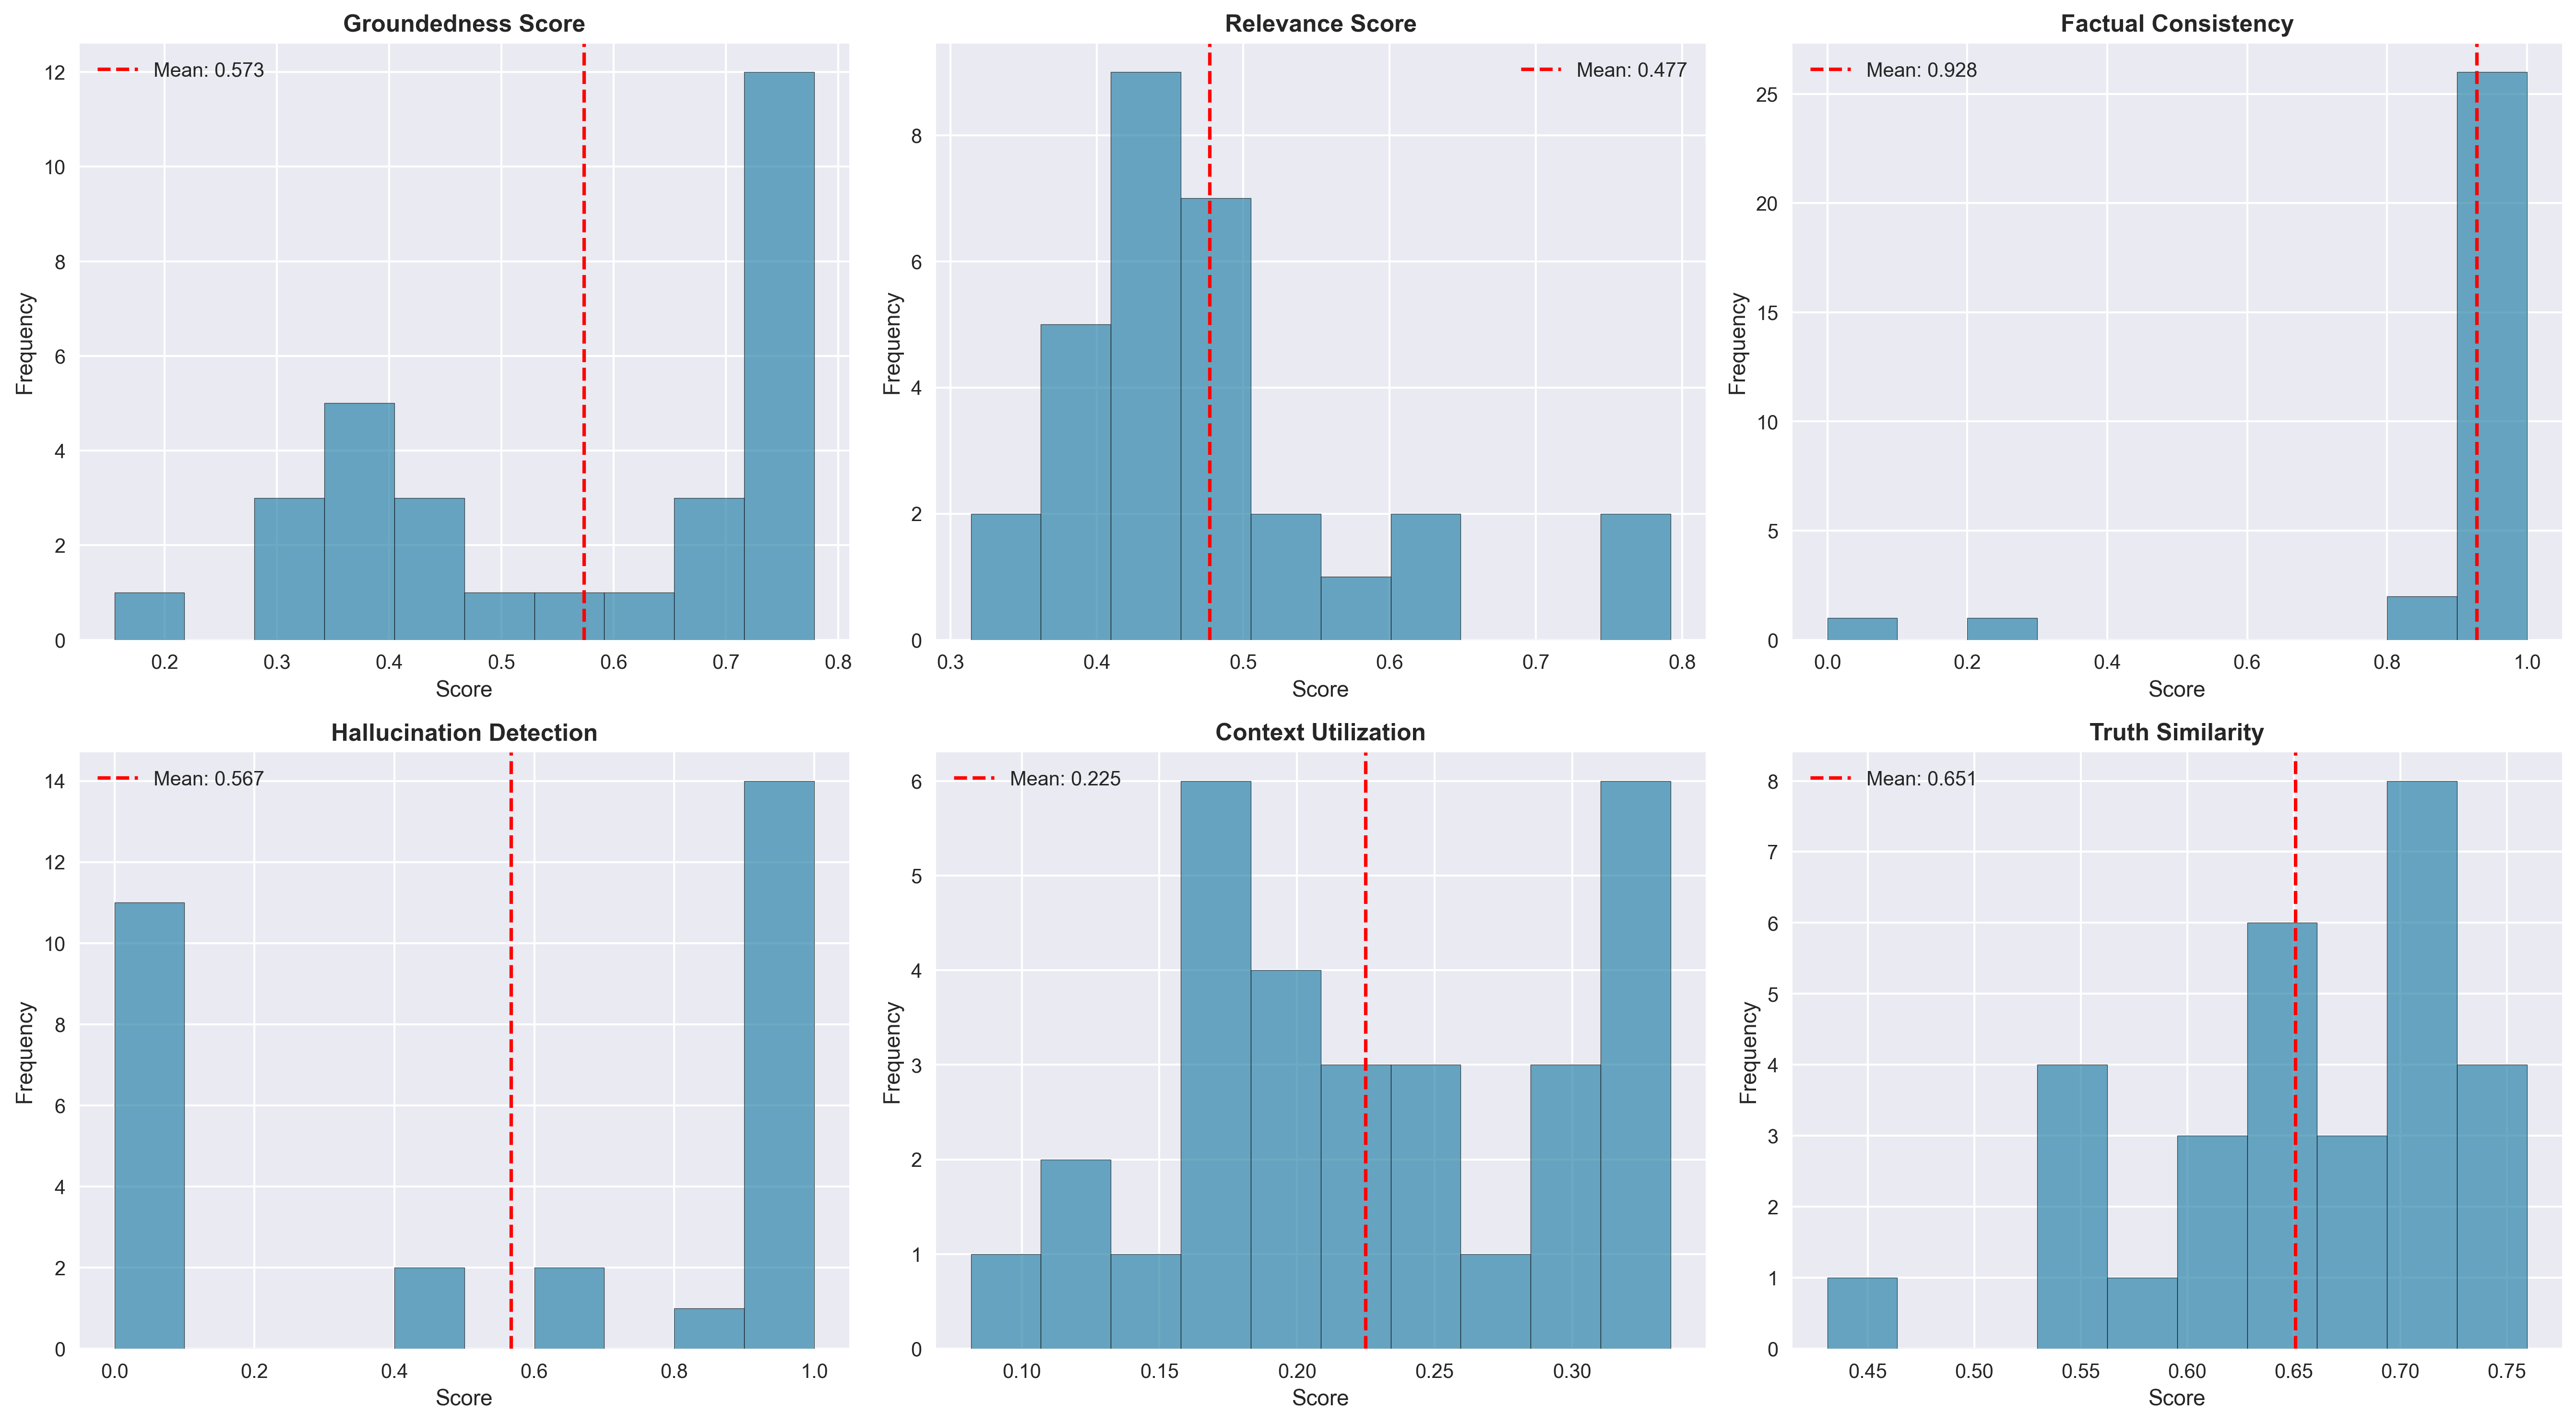 Groundedness Score
Mean: 0.573
12
10
8
6
4
2
0
Frequency
0.2 0.3 0.4 0.5 0.6 0.7 0.8
Score
Relevance Score
Mean: 0.477
8
6
4
2
0
Frequency
0.3 0.4 0.5 0.6 0.7 0.8
Score
Factual Consistency
Mean: 0.928
25
20
15
10
5
0
Frequency
0.0 0.2 0.4 0.6 0.8 1.0
Score
Hallucination Detection
Mean: 0.567
14
12
10
8
6
4
2
0
Frequency
0.0 0.2 0.4 0.6 0.8 1.0
Score
Context Utilization
Mean: 0.225
6
5
4
3
2
1
0
Frequency
0.10 0.15 0.20 0.25 0.30
Score
Truth Similarity
Mean: 0.651
8
7
6
5
4
3
2
1
0
Frequency
0.45 0.50 0.55 0.60 0.65 0.70 0.75
Score